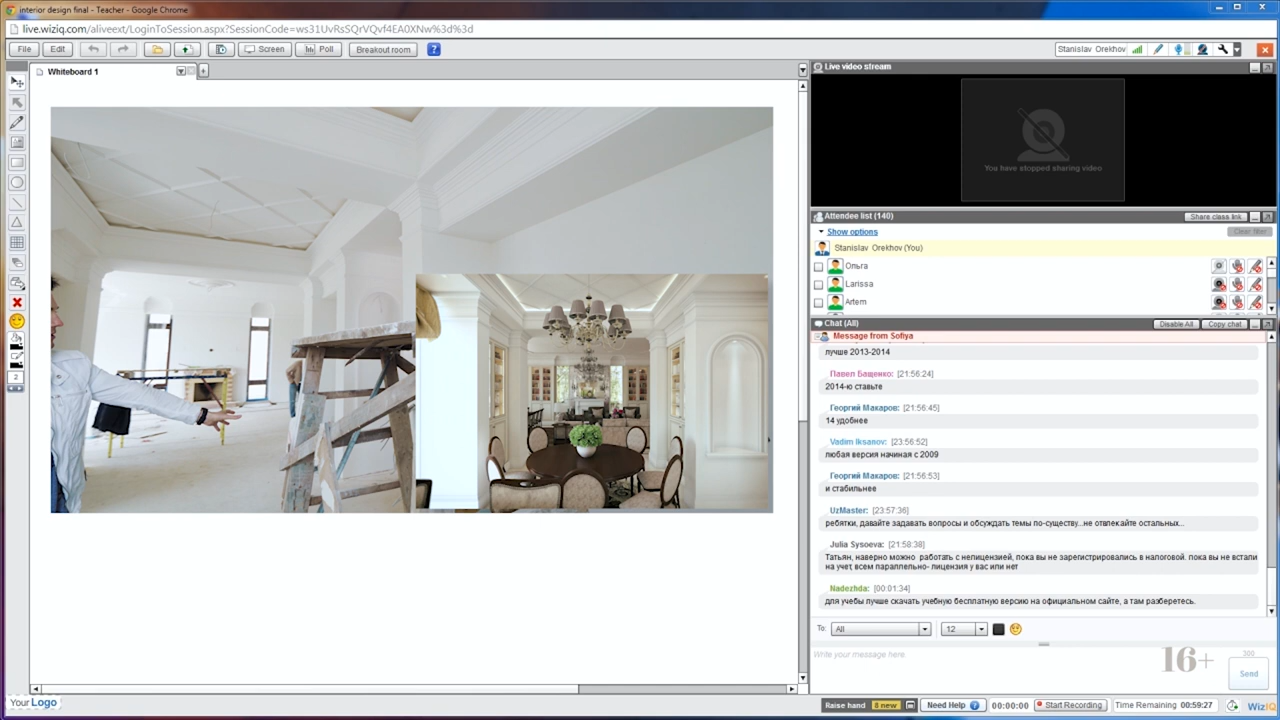 interior design final - Teacher - Google Chrome
live.wiziq.com/aliveext/LoginToSession.aspx?SessionCode=ws31UvRsSQrVQvf4EA0XNw%3d%3d
File Edit Screen Poll Breakout room ? Stanislav Orekhov
Whiteboard 1
Live video stream
You have stopped sharing video
Attendee list (140) Share class link
Show options Clear filter
Stanislav Orekhov (You)
Ольга
Larissa
Artem
Chat (All) Disable All Copy chat
Message from Sofiya
лучше 2013-2014
Павел Бащенко: [21:56:24]
2014-ю ставьте
Георгий Макаров: [21:56:45]
14 удобнее
Vadim Iksanov: [23:56:52]
любая версия начиная с 2009
Георгий Макаров: [21:56:53]
и стабильнее
UzMaster: [23:57:36]
ребятки, давайте задавать вопросы и обсуждать темы по-существу...не отвлекайте остальных...
Julia Sysoeva: [21:58:38]
Татьян, наверно можно работать с нелицензией, пока вы не зарегистрировались в налоговой. пока вы не встали
на учет, всем параллельно- лицензия у вас или нет
Nadezhda: [00:01:34]
для учебы лучше скачать учебную бесплатную версию на официальном сайте, а там разберетесь.
To: All 12
Write your message here.
16+
300
Send
Your Logo
Raise hand 8 new Need Help ? 00:00:00 Start Recording Time Remaining 00:59:27 WizIQ